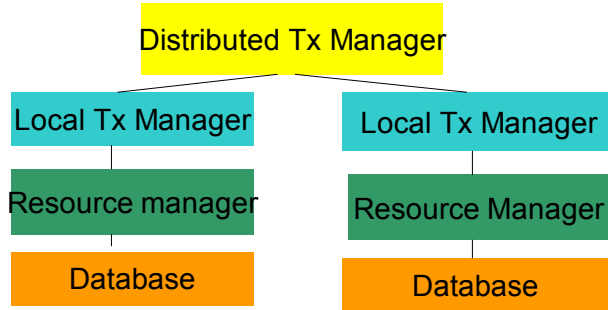 Distributed Tx Manager
Local Tx Manager
Local Tx Manager
Resource manager
Resource Manager
Database
Database